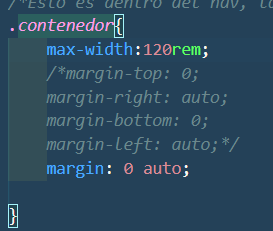 /*Esto es dentro del nav,
.contenedor{
max-width:120rem;
/*margin-top: 0;
margin-right: auto;
margin-bottom: 0;
margin-left: auto;*/
margin: 0 auto;
}